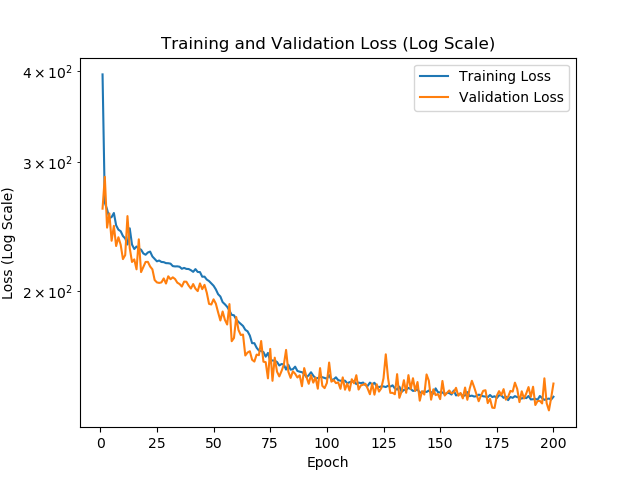 Training and Validation Loss (Log Scale)
4 × 10²
3 × 10²
2 × 10²
Loss (Log Scale)
Training Loss
Validation Loss
0 25 50 75 100 125 150 175 200
Epoch